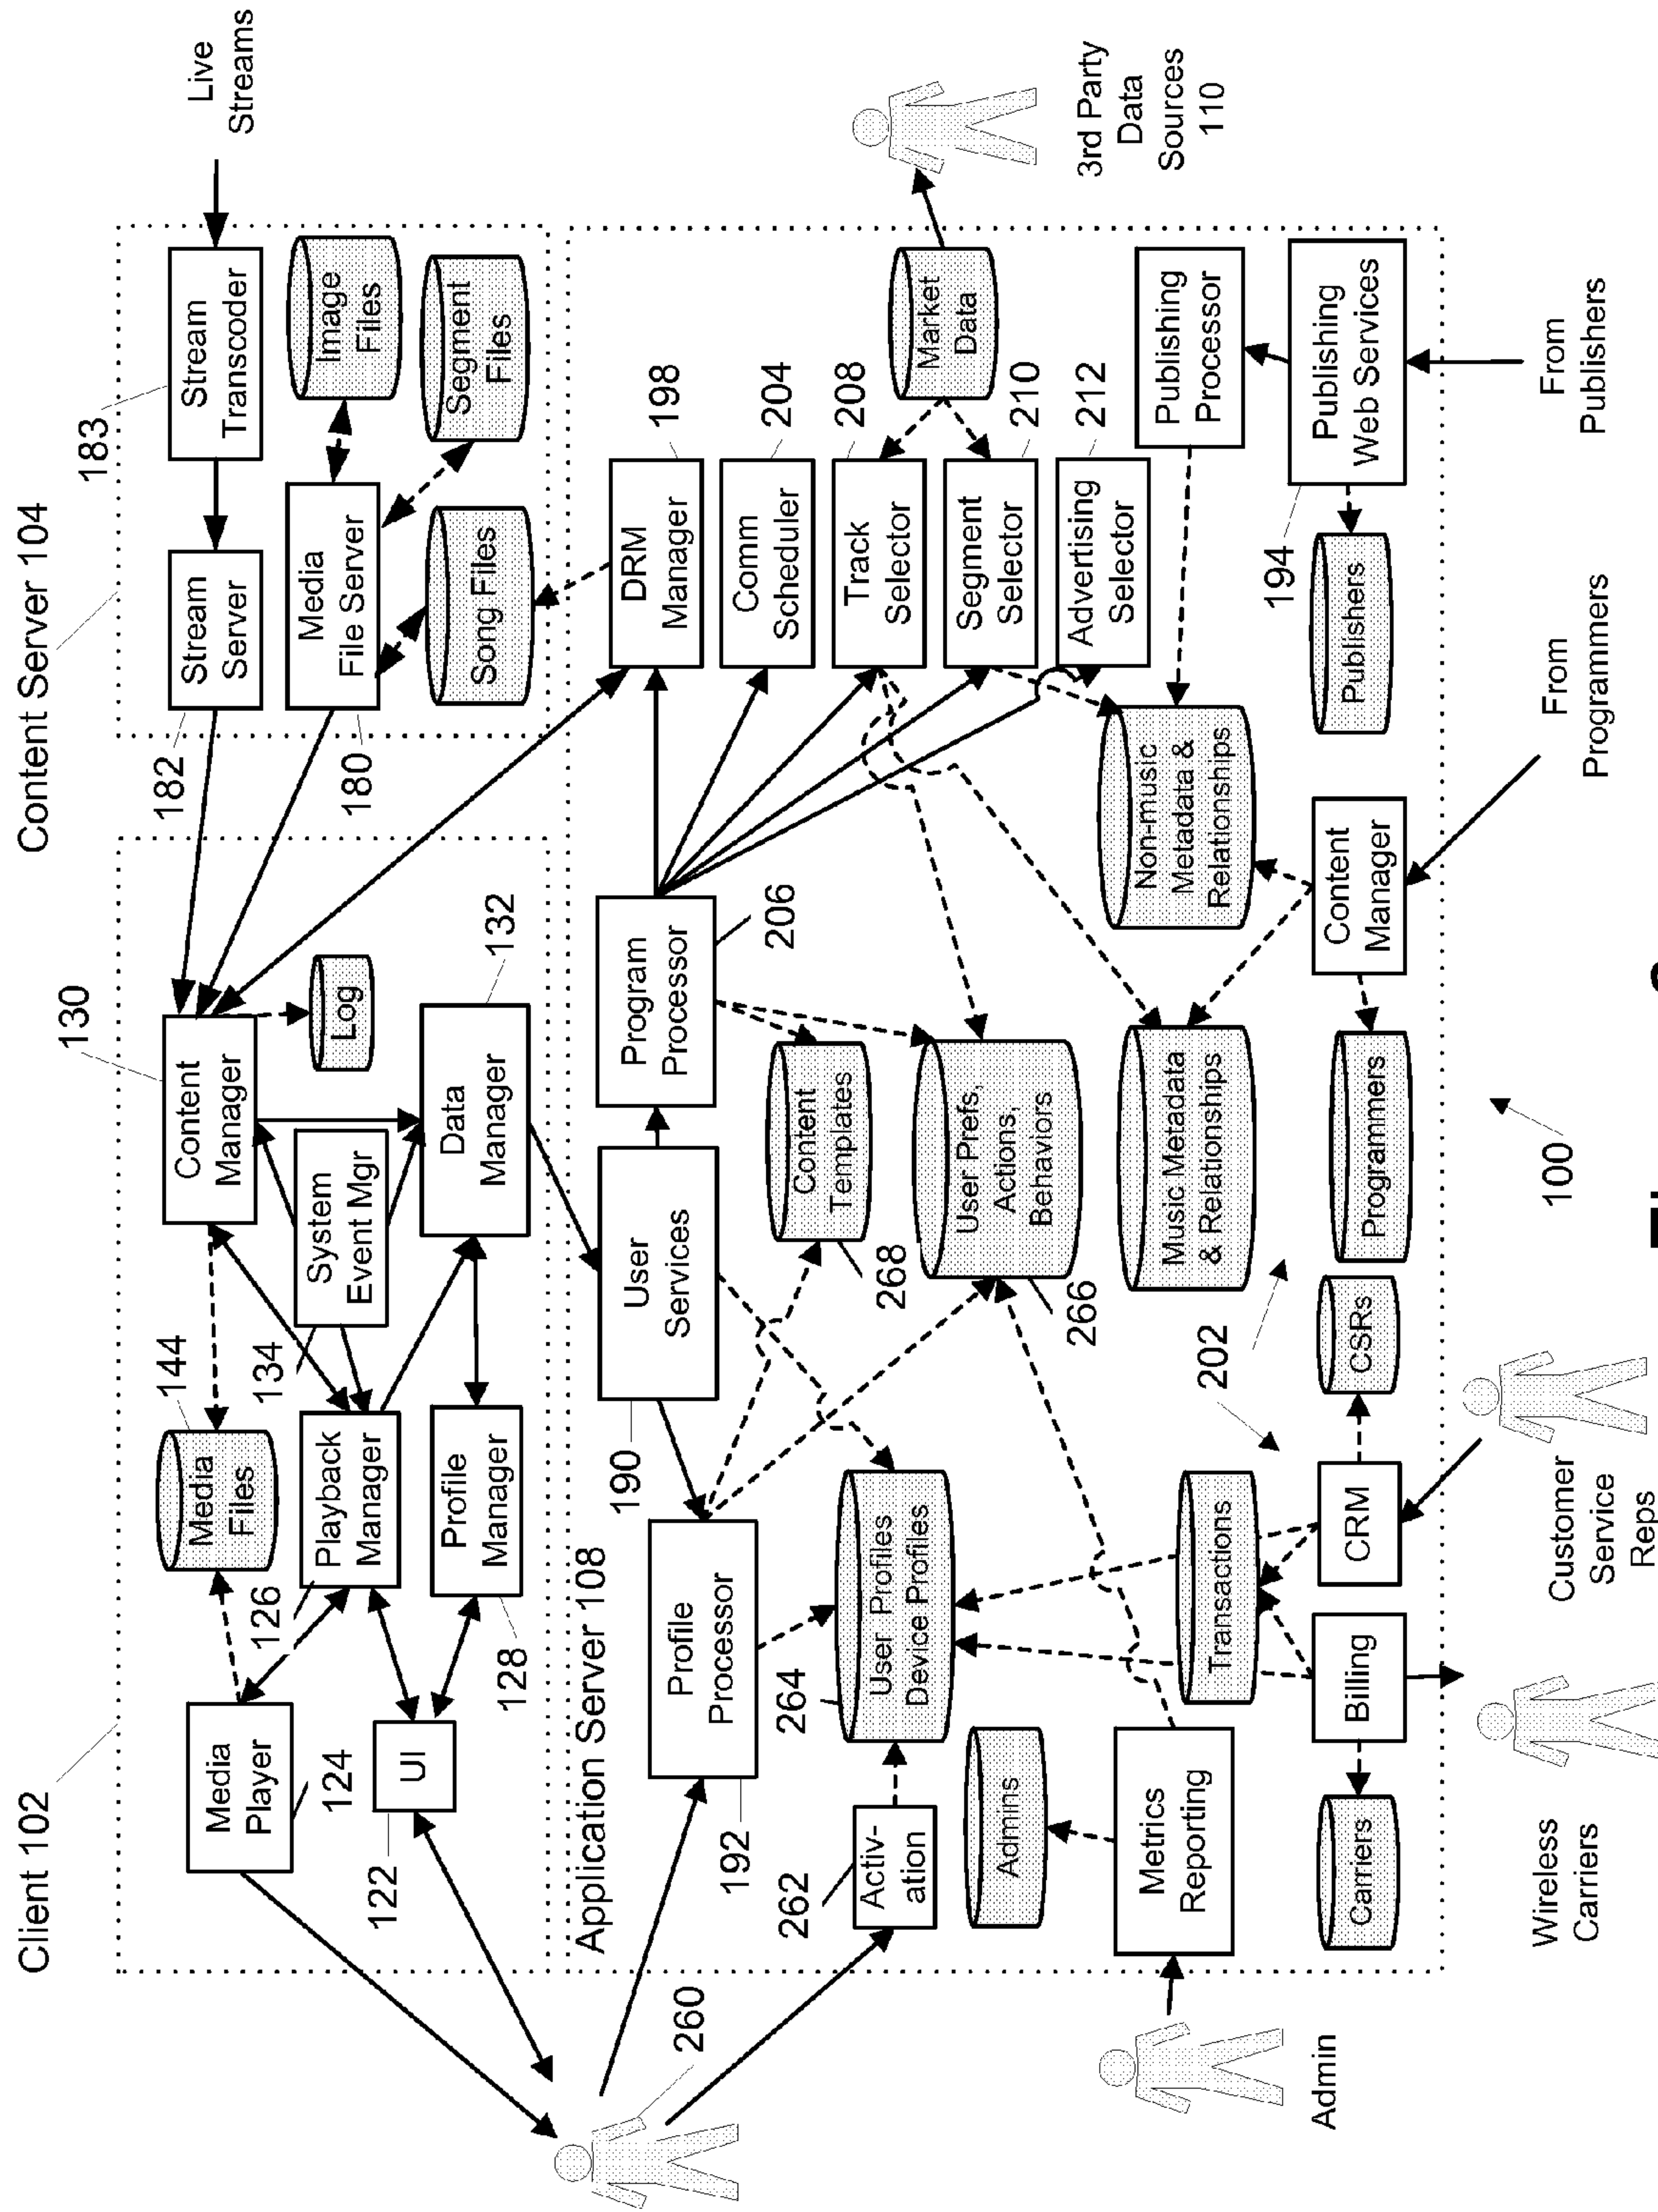 Client 102
Content Server 104
130
183
Live
Streams
Media
Player
124
144
Media
Files
Content
Manager
Log
182
Stream
Server
Stream
Transcoder
126
Playback
Manager
134
System
Event Mgr
180
Media
File Server
Image
Files
122
UI
128
Profile
Manager
Data
Manager
132
Song Files
Segment
Files
Application Server 108
190
User
Services
Program
Processor
206
DRM
Manager
198
192
Profile
Processor
Comm
Scheduler
204
260
262
Activ-
ation
264
User Profiles
Device Profiles
268
Content
Templates
Track
Selector
208
Market
Data
3rd Party
Data
Sources
110
266
User Prefs,
Actions,
Behaviors
Segment
Selector
210
Admins
Advertising
Selector
212
Admin
Metrics
Reporting
Transactions
202
Music Metadata
& Relationships
Non-music
Metadata &
Relationships
Publishing
Processor
Carriers
Billing
CRM
CSRs
Programmers
Content
Manager
Publishers
194
Publishing
Web Services
Wireless
Carriers
Customer
Service
Reps
100
From
Programmers
From
Publishers